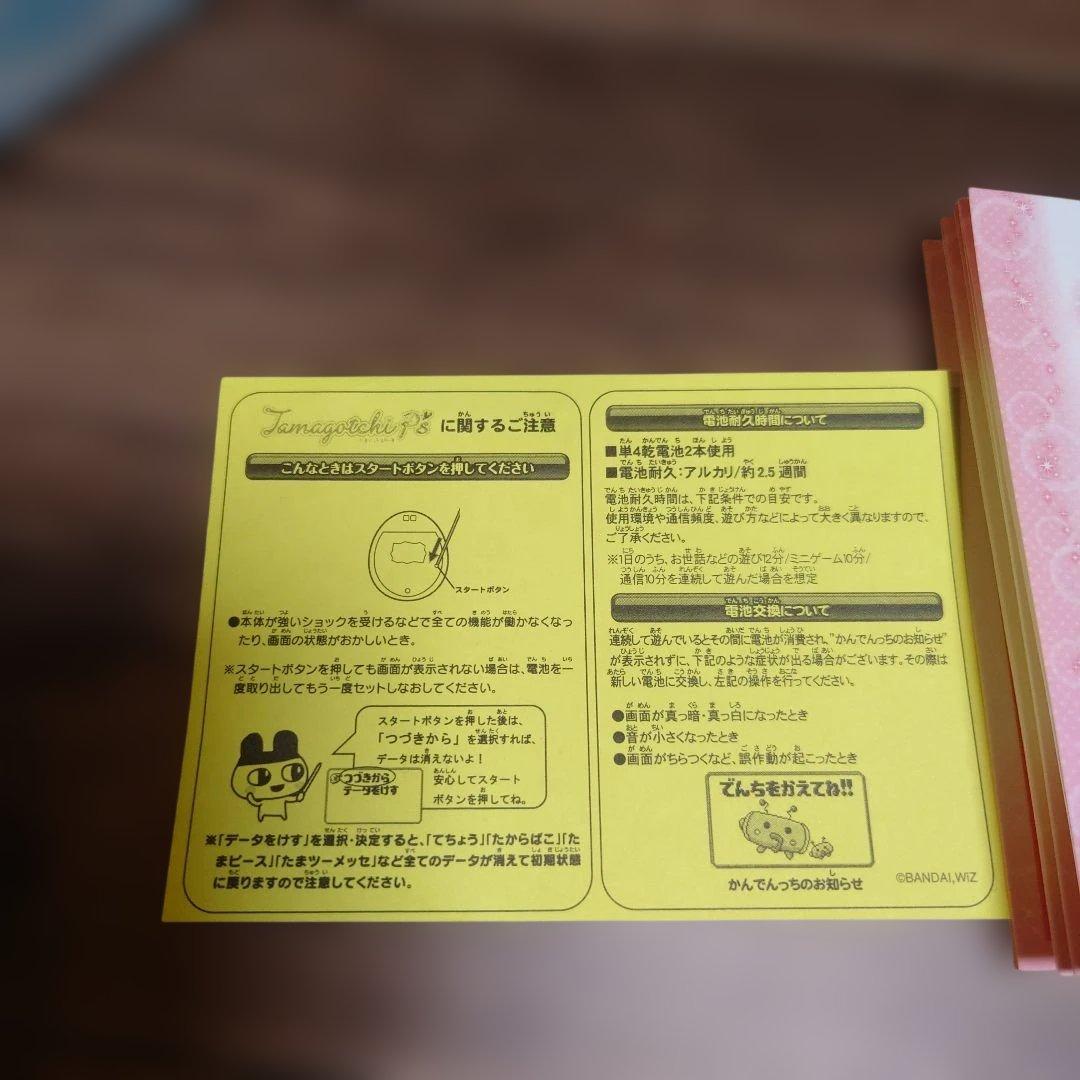 Tamagotchi P's に関するご注意
こんなときはスタートボタンを押してください
スタートボタン
●本体が強いショックを受けるなどで全ての機能が働かなくなっ
たり、画面の状態がおかしいとき。
※スタートボタンを押しても画面が表示されない場合は、電池を一
度取り出してもう一度セットしなおしてください。
スタートボタンを押した後は、
「つづきから」を選択すれば、
データは消えないよ！
安心してスタート
ボタンを押してね。
つづきから
データをけす
※「データをけす」を選択・決定すると、「てちょう」「たからばこ」「た
まピース」「たまツーメッセ」など全てのデータが消えて初期状態
に戻りますので注意してください。
電池耐久時間について
■単4乾電池2本使用
■電池耐久：アルカリ/約2.5 週間
電池耐久時間は、下記条件での目安です。
使用環境や通信頻度、遊び方などによって大きく異なりますので、
ご了承ください。
※1日のうち、お世話などの遊び12分/ミニゲーム10分/
通信10分を連続して遊んだ場合を想定
電池交換について
連続して遊んでいるとその間に電池が消費され、"かんでんっちのお知らせ"
が表示されずに、下記のような症状が出る場合がございます。その際は
新しい電池に交換し、左記の操作を行ってください。
●画面が真っ暗・真っ白になったとき
●音が小さくなったとき
●画面がちらつくなど、誤作動が起こったとき
でんちをかえてね!!
かんでんっちのお知らせ
©BANDAI,WiZ